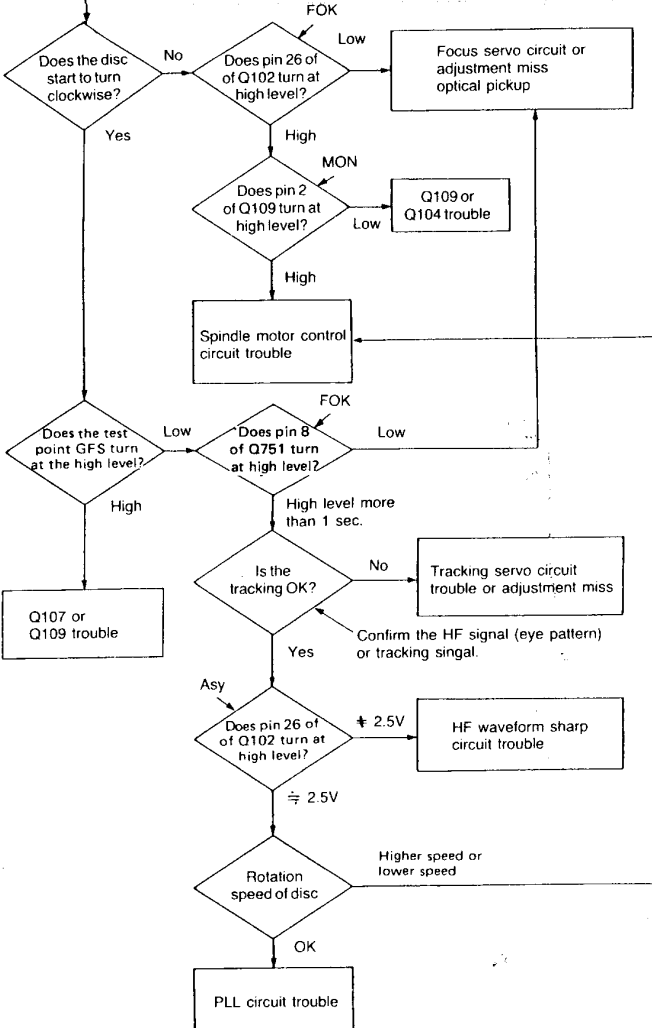 FOK
Does the disc
start to turn
clockwise?
No
Does pin 26 of
of Q102 turn at
high level?
Low
Focus servo circuit or
adjustment miss
optical pickup
Yes
High
MON
Does pin 2
of Q109 turn at
high level?
Low
Q109 or
Q104 trouble
High
Spindle motor control
circuit trouble
FOK
Does the test
point GFS turn
at the high level?
Low
Does pin 8
of Q751 turn
at high level?
Low
High
High level more
than 1 sec.
Q107 or
Q109 trouble
Is the
tracking OK?
No
Tracking servo circuit
trouble or adjustment miss
Confirm the HF signal (eye pattern)
or tracking singal.
Yes
Asy
Does pin 26 of
of Q102 turn at
high level?
≠ 2.5V
HF waveform sharp
circuit trouble
≒ 2.5V
Rotation
speed of disc
Higher speed or
lower speed
OK
PLL circuit trouble